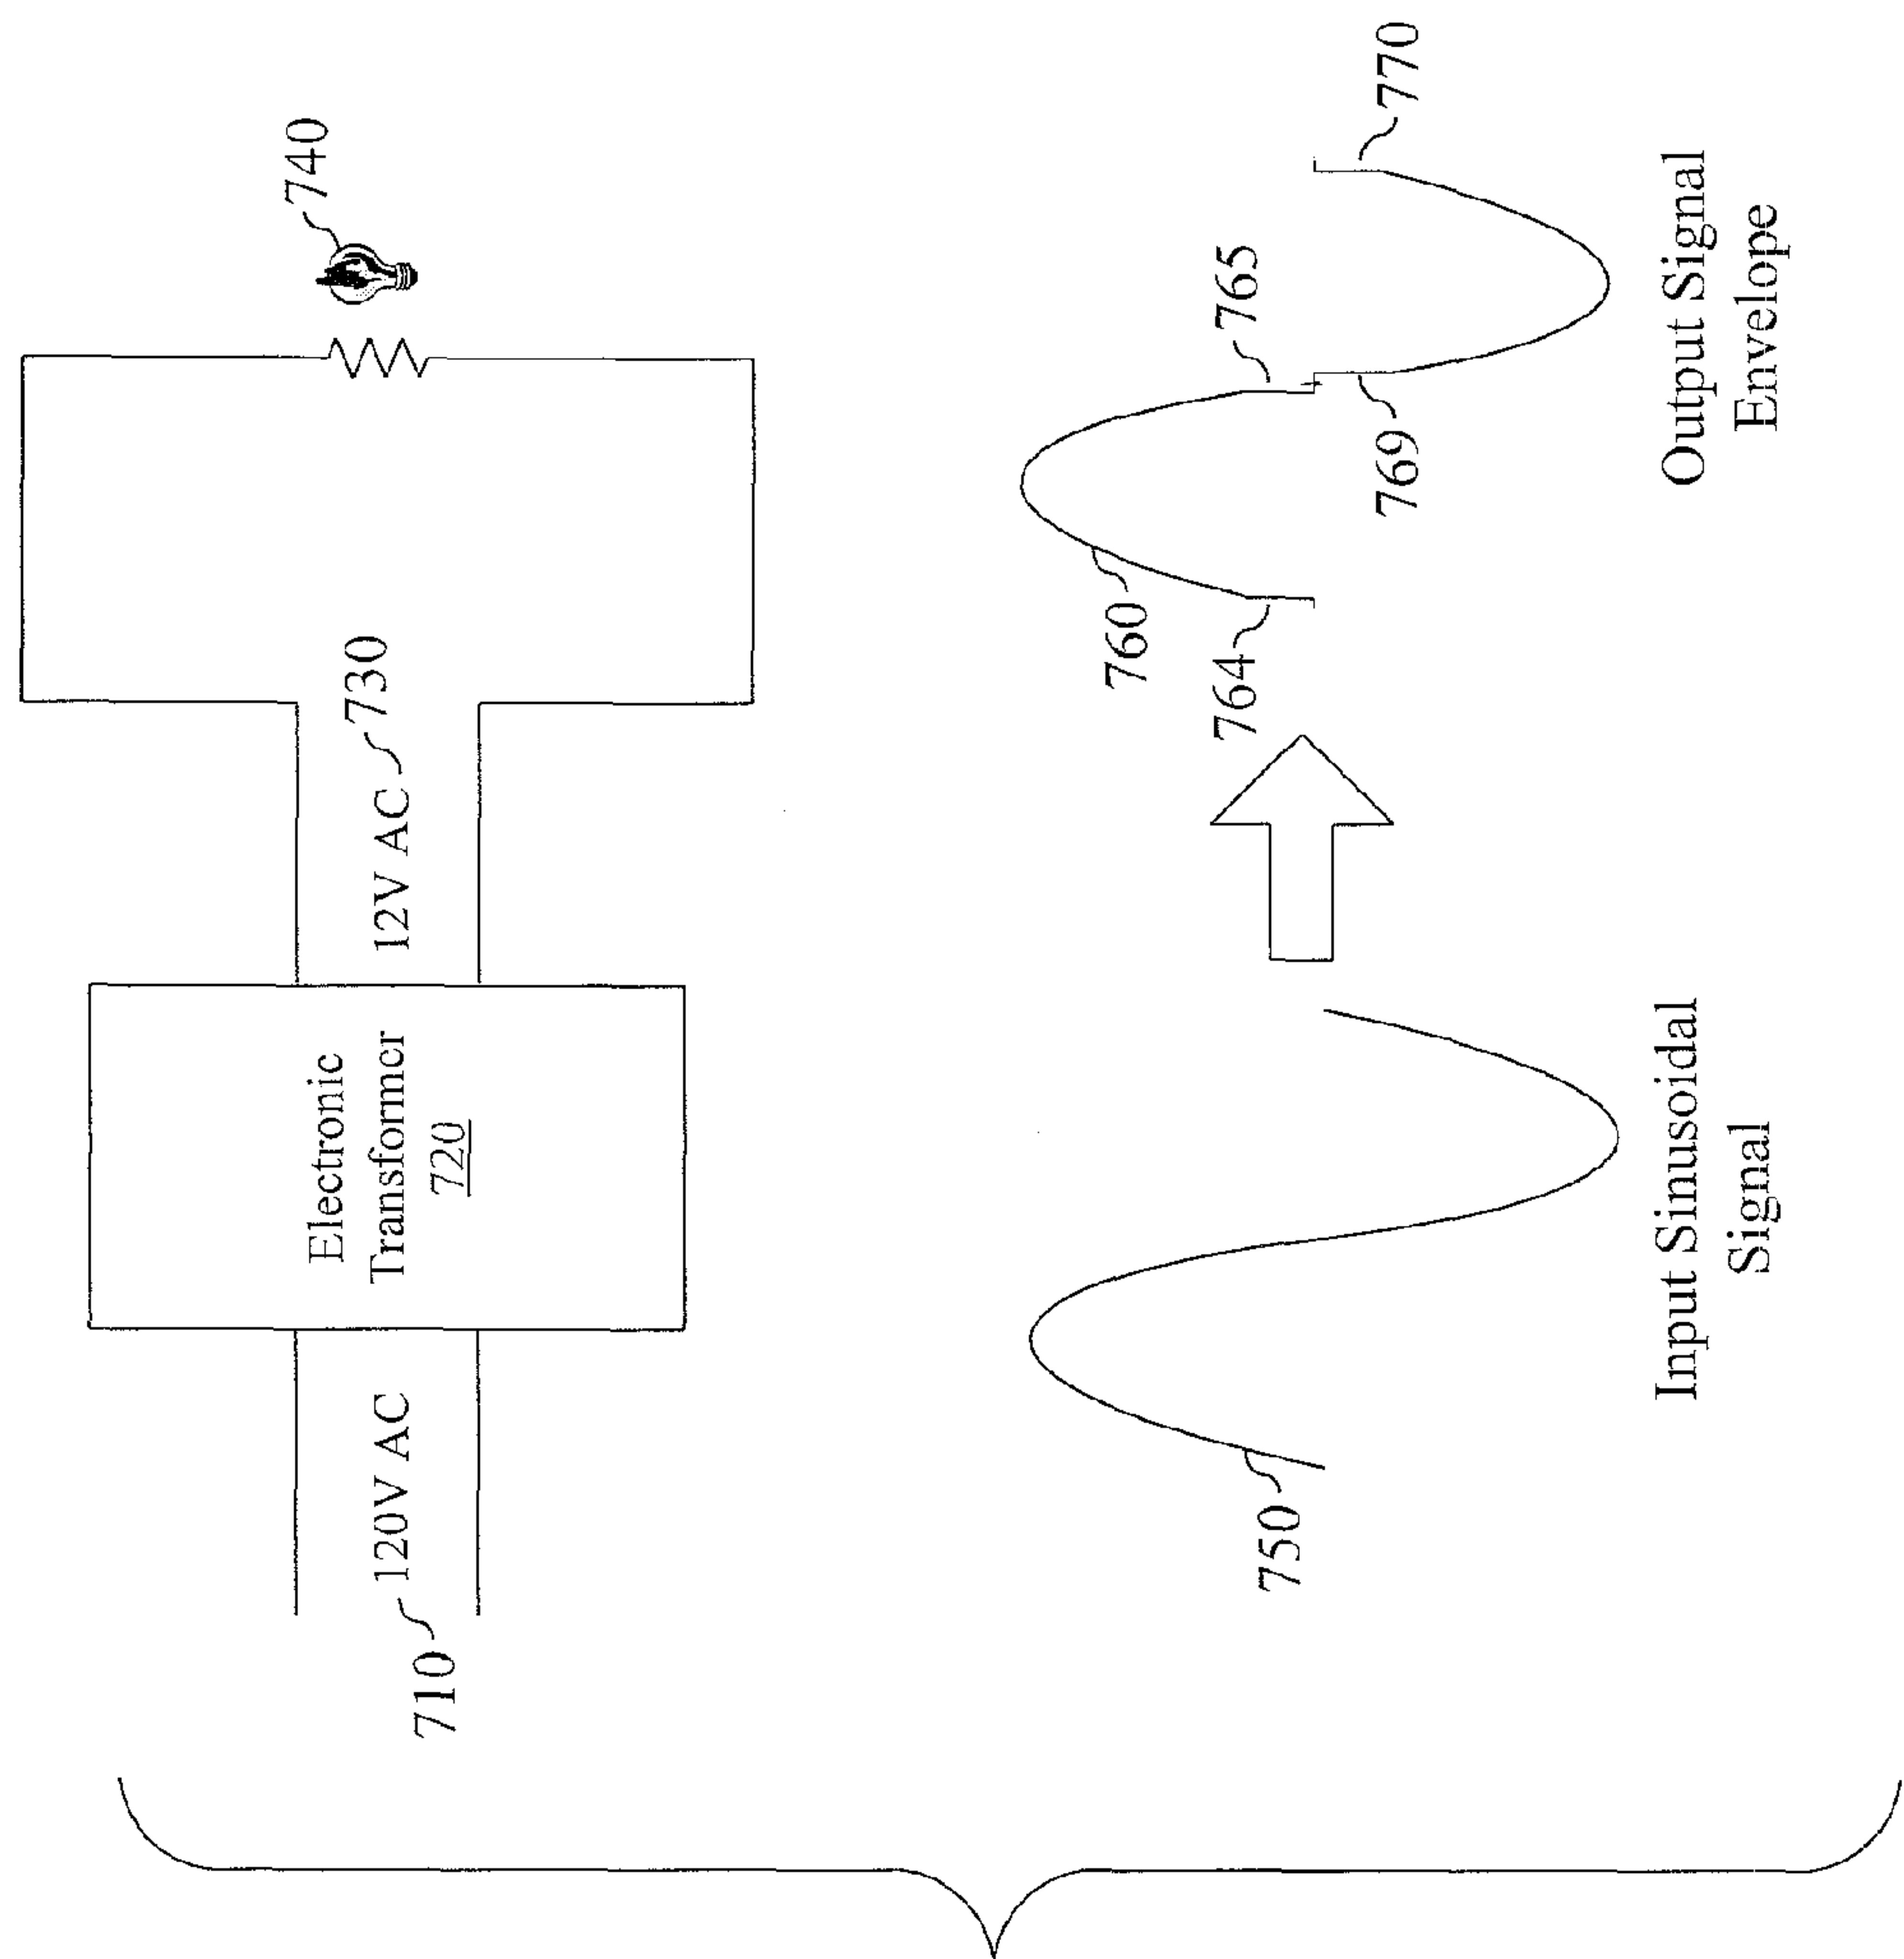 740
710
120V AC
Electronic
Transformer
720
12V AC
730
750
760
764
765
769
770
Input Sinusoidal
Signal
Output Signal
Envelope